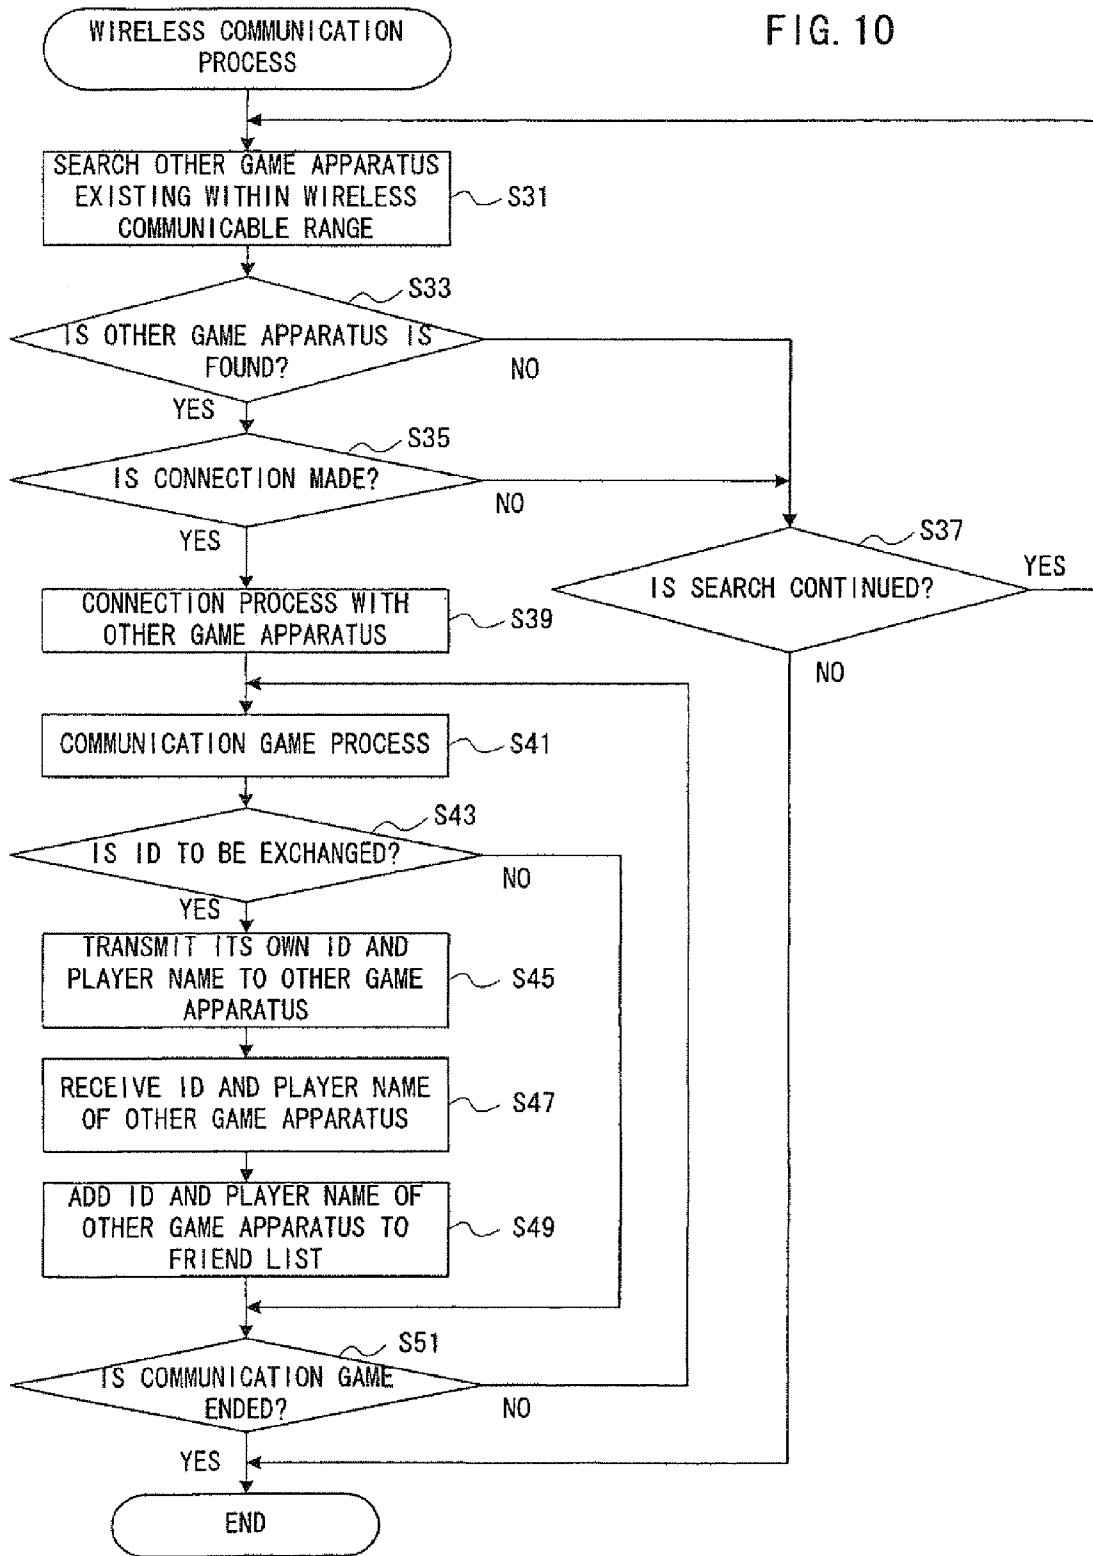 FIG. 10
WIRELESS COMMUNICATION
PROCESS
SEARCH OTHER GAME APPARATUS
EXISTING WITHIN WIRELESS
COMMUNICABLE RANGE
S31
S33
IS OTHER GAME APPARATUS IS
FOUND?
NO
YES
S35
IS CONNECTION MADE?
NO
YES
S37
IS SEARCH CONTINUED?
YES
NO
CONNECTION PROCESS WITH
OTHER GAME APPARATUS
S39
COMMUNICATION GAME PROCESS
S41
S43
IS ID TO BE EXCHANGED?
NO
YES
TRANSMIT ITS OWN ID AND
PLAYER NAME TO OTHER GAME
APPARATUS
S45
RECEIVE ID AND PLAYER NAME
OF OTHER GAME APPARATUS
S47
ADD ID AND PLAYER NAME OF
OTHER GAME APPARATUS TO
FRIEND LIST
S49
S51
IS COMMUNICATION GAME
ENDED?
NO
YES
END